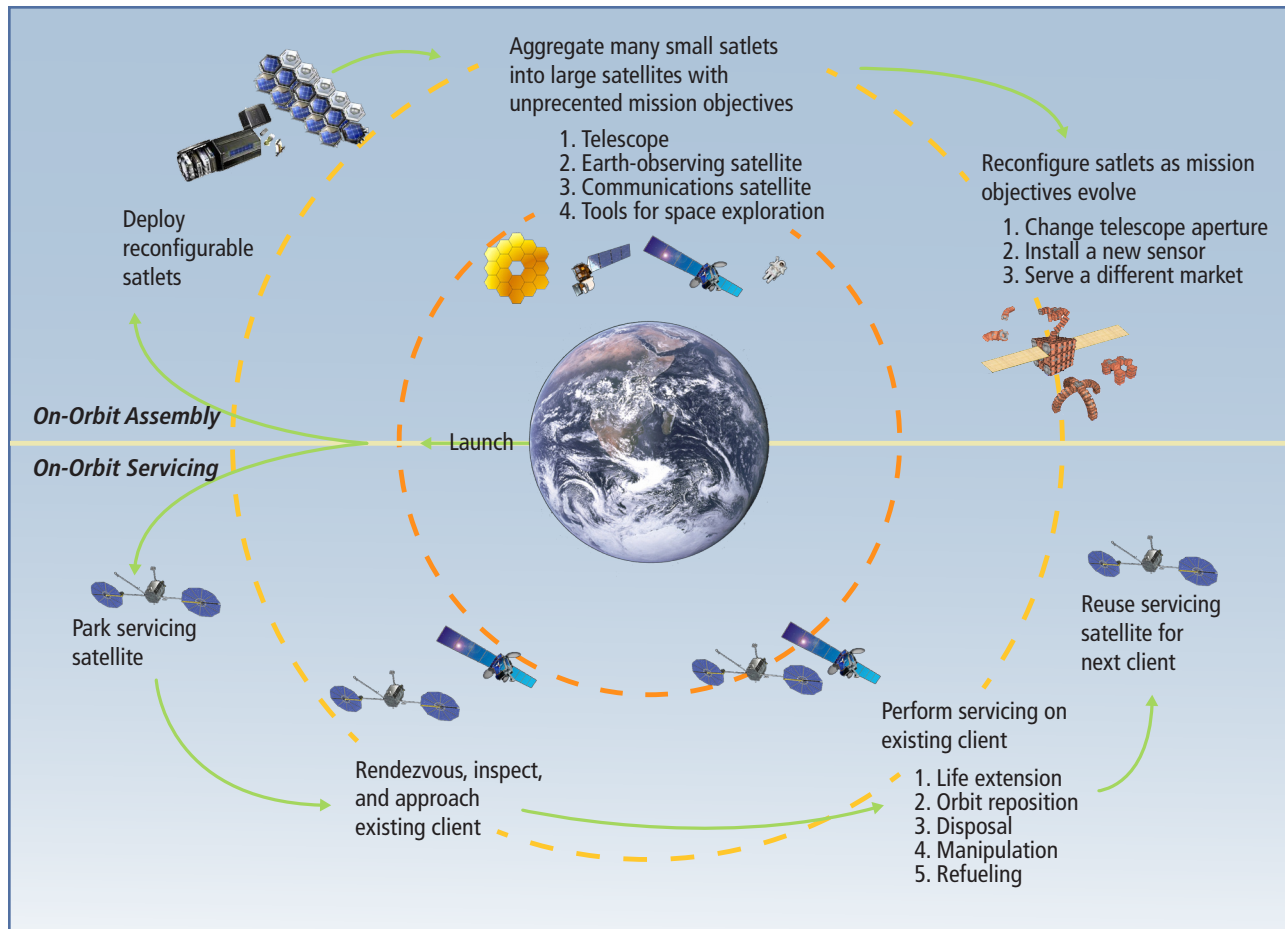 Aggregate many small satlets
into large satellites with
unprecented mission objectives
1. Telescope
2. Earth-observing satellite
3. Communications satellite
4. Tools for space exploration
Reconfigure satlets as mission
objectives evolve
1. Change telescope aperture
2. Install a new sensor
3. Serve a different market
Deploy
reconfigurable
satlets
On-Orbit Assembly
Launch
On-Orbit Servicing
Park servicing
satellite
Rendezvous, inspect,
and approach
existing client
Perform servicing on
existing client
1. Life extension
2. Orbit reposition
3. Disposal
4. Manipulation
5. Refueling
Reuse servicing
satellite for
next client